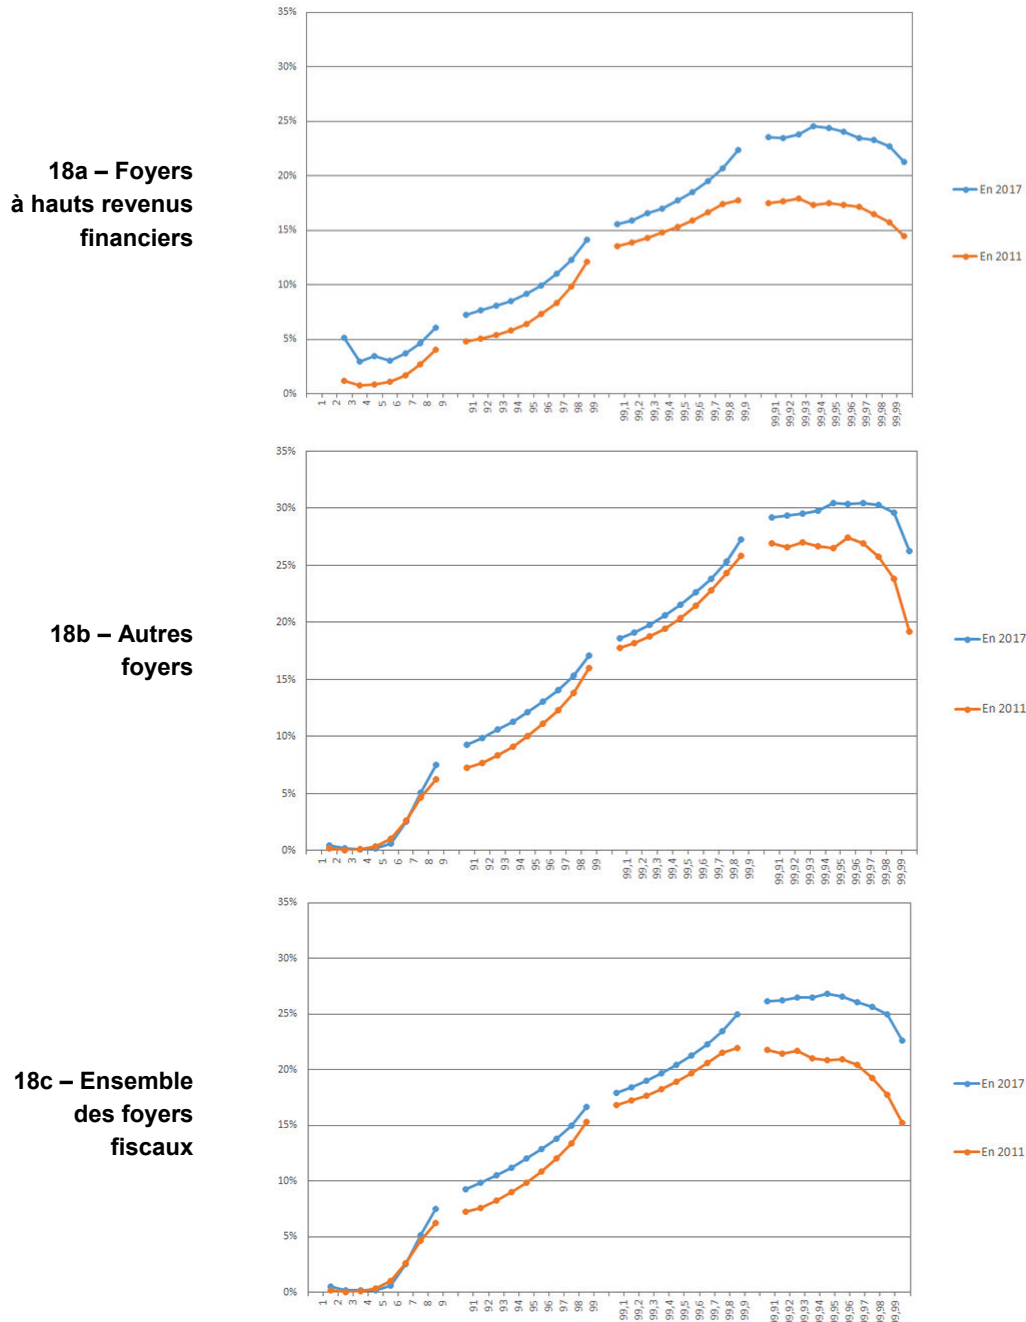 35%
30%
25%
20%
15%
10%
5%
0%
18a – Foyers
à hauts revenus
financiers
En 2017
En 2011
1 2 3 4 5 6 7 8 9 91 92 93 94 95 96 97 98 99 99,1 99,2 99,3 99,4 99,5 99,6 99,7 99,8 99,9 99,91 99,92 99,93 99,94 99,95 99,96 99,97 99,98 99,99
35%
30%
25%
20%
15%
10%
5%
0%
18b – Autres
foyers
En 2017
En 2011
1 2 3 4 5 6 7 8 9 91 92 93 94 95 96 97 98 99 99,1 99,2 99,3 99,4 99,5 99,6 99,7 99,8 99,9 99,91 99,92 99,93 99,94 99,95 99,96 99,97 99,98 99,99
35%
30%
25%
20%
15%
10%
5%
0%
18c – Ensemble
des foyers
fiscaux
En 2017
En 2011
1 2 3 4 5 6 7 8 9 91 92 93 94 95 96 97 98 99 99,1 99,2 99,3 99,4 99,5 99,6 99,7 99,8 99,9 99,91 99,92 99,93 99,94 99,95 99,96 99,97 99,98 99,99